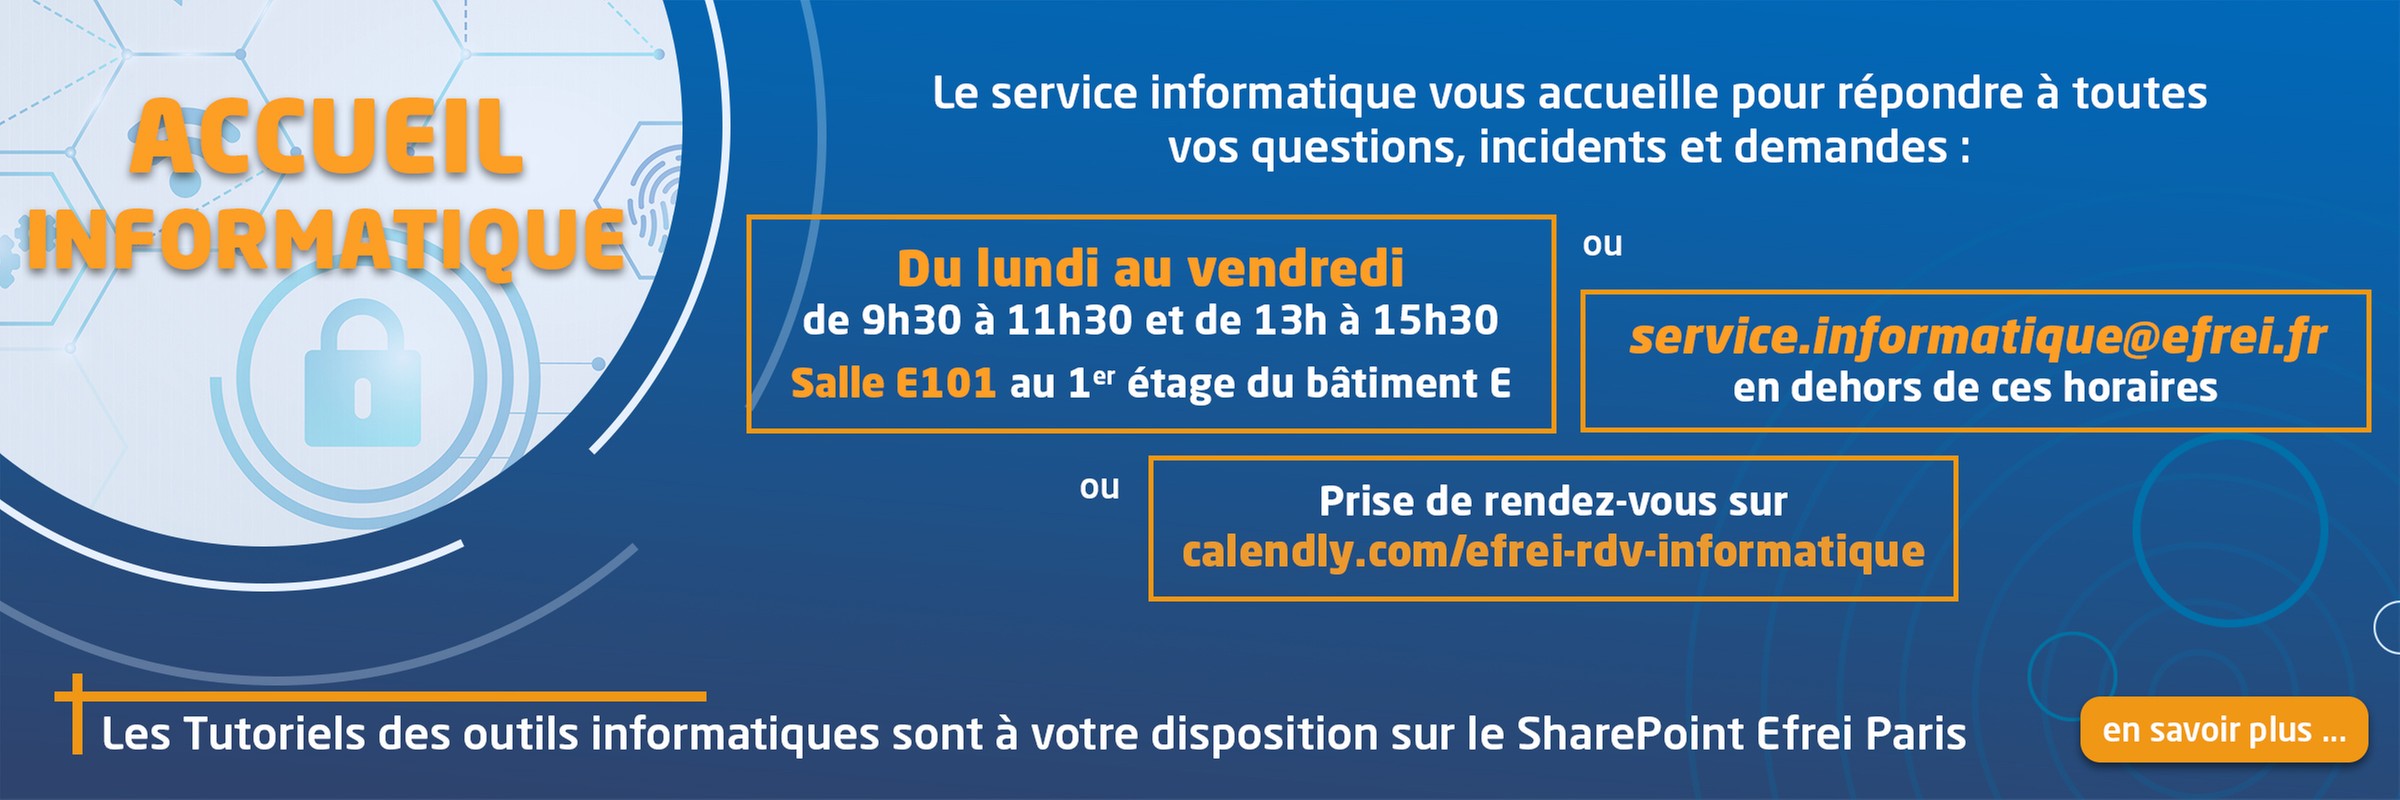 ACCUEIL
INFORMATIQUE
Le service informatique vous accueille pour répondre à toutes
vos questions, incidents et demandes :
Du lundi au vendredi
de 9h30 à 11h30 et de 13h à 15h30
Salle E101 au 1er étage du bâtiment E
ou
service.informatique@efrei.fr
en dehors de ces horaires
ou
Prise de rendez-vous sur
calendly.com/efrei-rdv-informatique
Les Tutoriels des outils informatiques sont à votre disposition sur le SharePoint Efrei Paris
en savoir plus ...